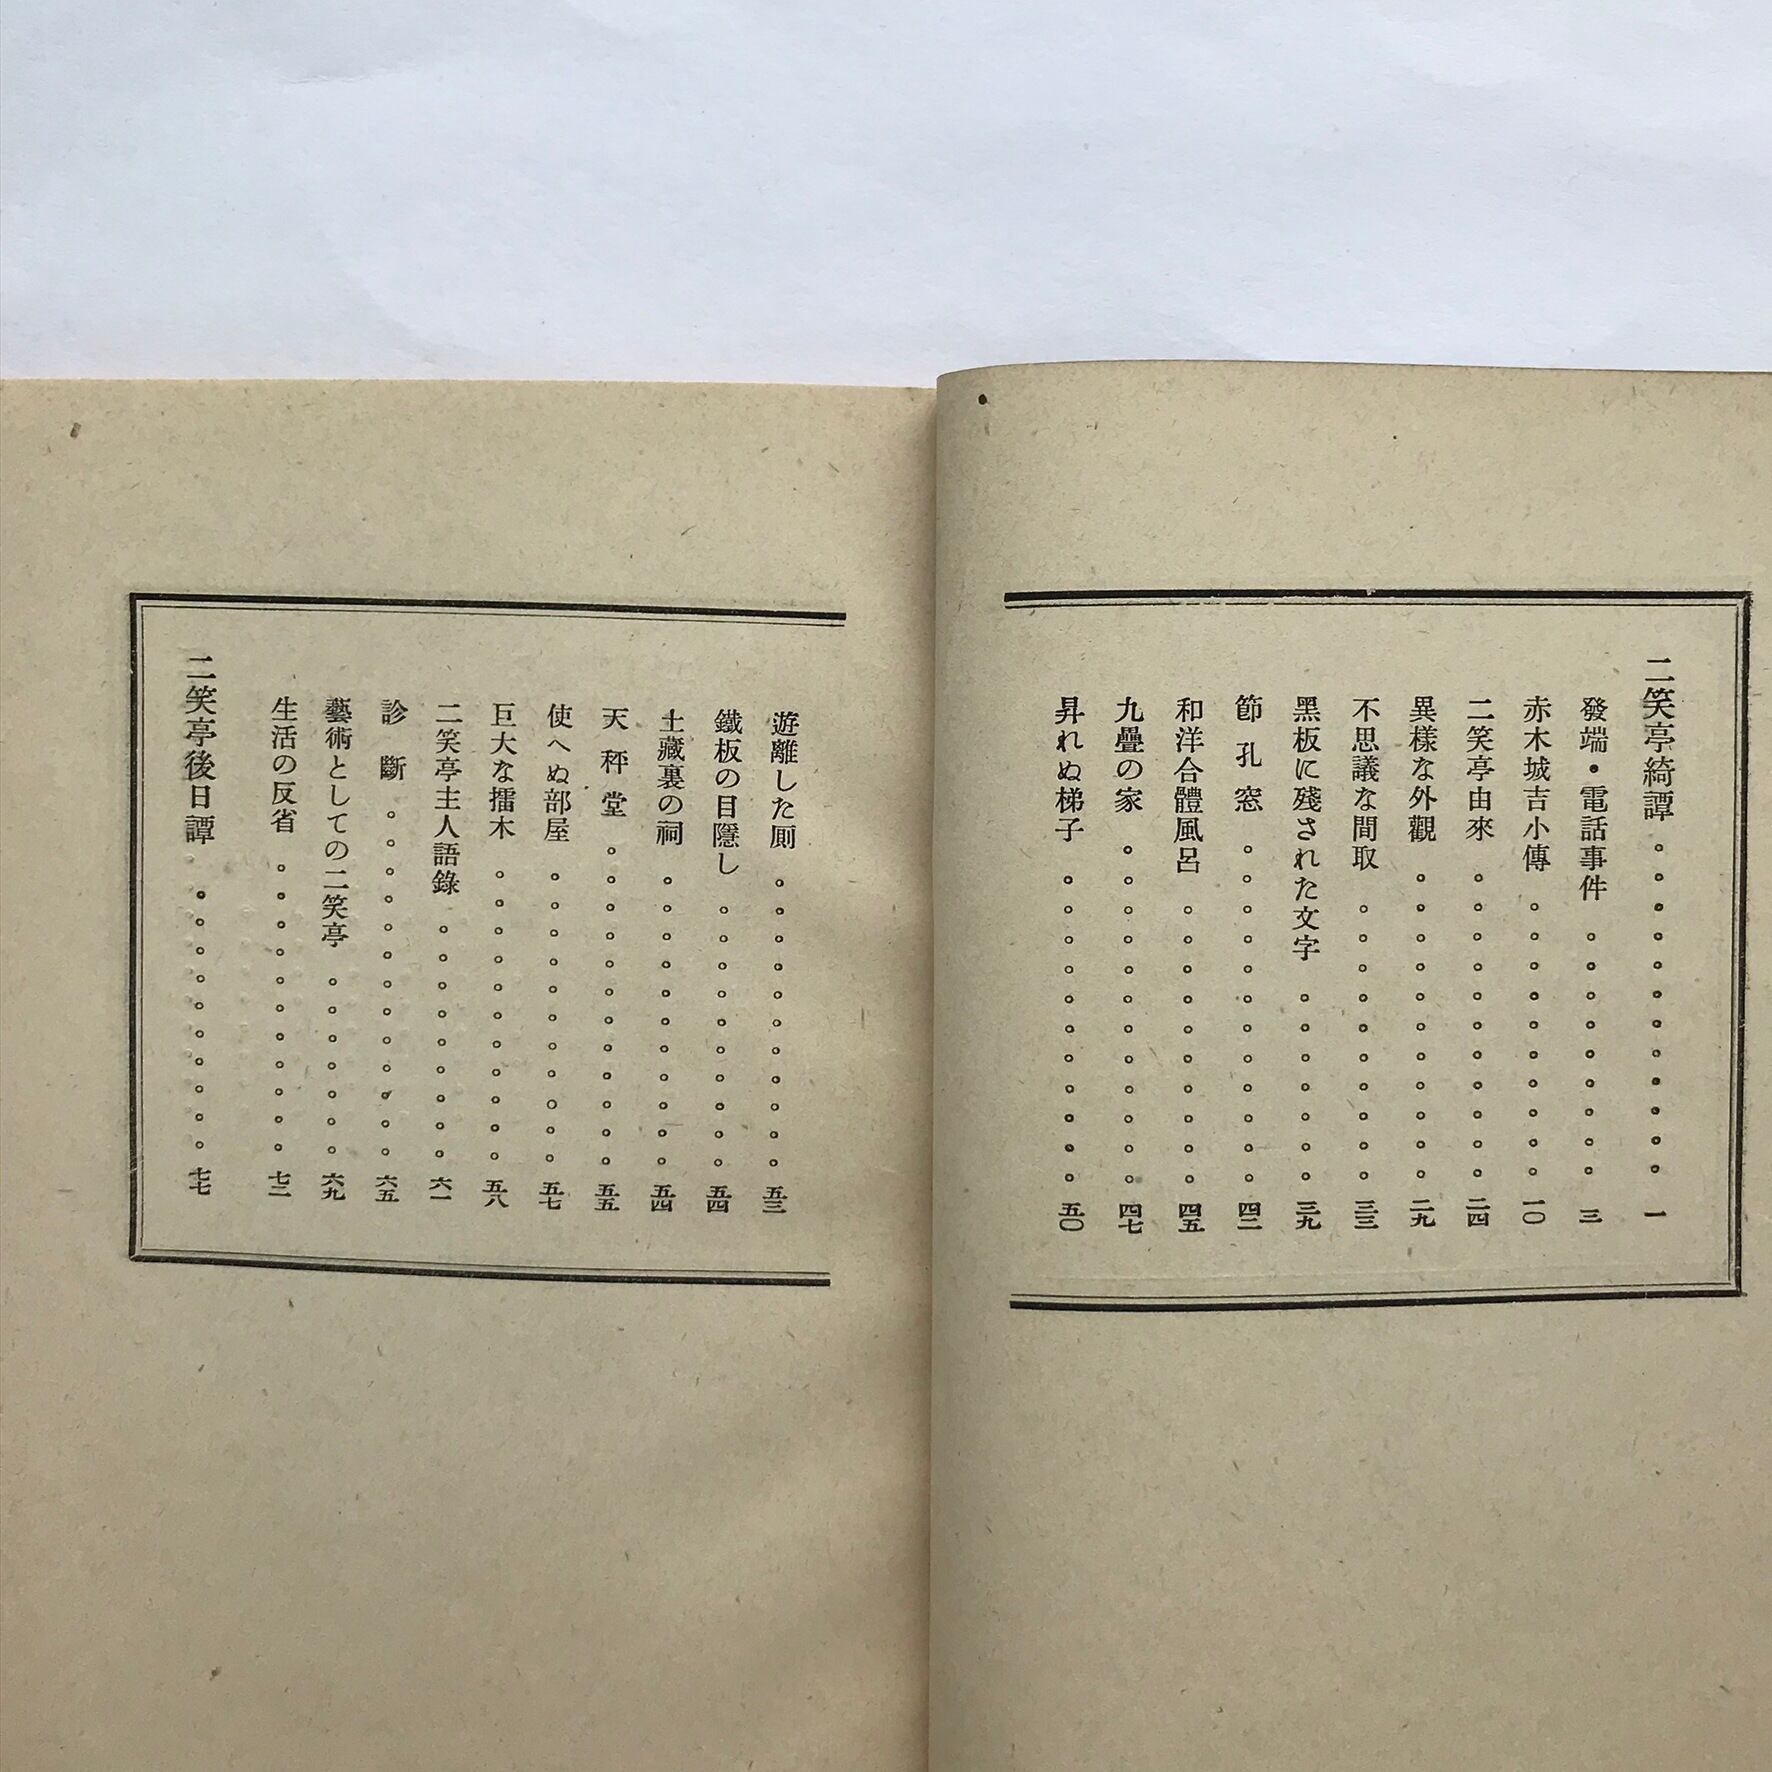 二笑亭綺譚。。。。。。。。。。。。一
發端・電話事件。。。。。。。。。三
赤木城吉小傳。。。。。。。。。。一〇
二笑亭由來。。。。。。。。。。。二四
異樣な外觀。。。。。。。。。。。二九
不思議な間取。。。。。。。。。。三三
黑板に殘された文字。。。。。。。三九
節孔窓。。。。。。。。。。。。四二
和洋合體風呂。。。。。。。。。。四五
九疊の家。。。。。。。。。。。。四七
昇れぬ梯子。。。。。。。。。。。五〇
遊離した厠。。。。。。。。。。。五三
鐵板の目隱し。。。。。。。。。。五四
土藏裏の祠。。。。。。。。。。。五四
天秤堂。。。。。。。。。。。。五五
使へぬ部屋。。。。。。。。。。。五七
巨大な擂木。。。。。。。。。。。五八
二笑亭主人語錄。。。。。。。。。六一
診斷。。。。。。。。。。。。。六五
藝術としての二笑亭。。。。。。。六九
生活の反省。。。。。。。。。。。七二
二笑亭後日譚。。。。。。。。。。七七